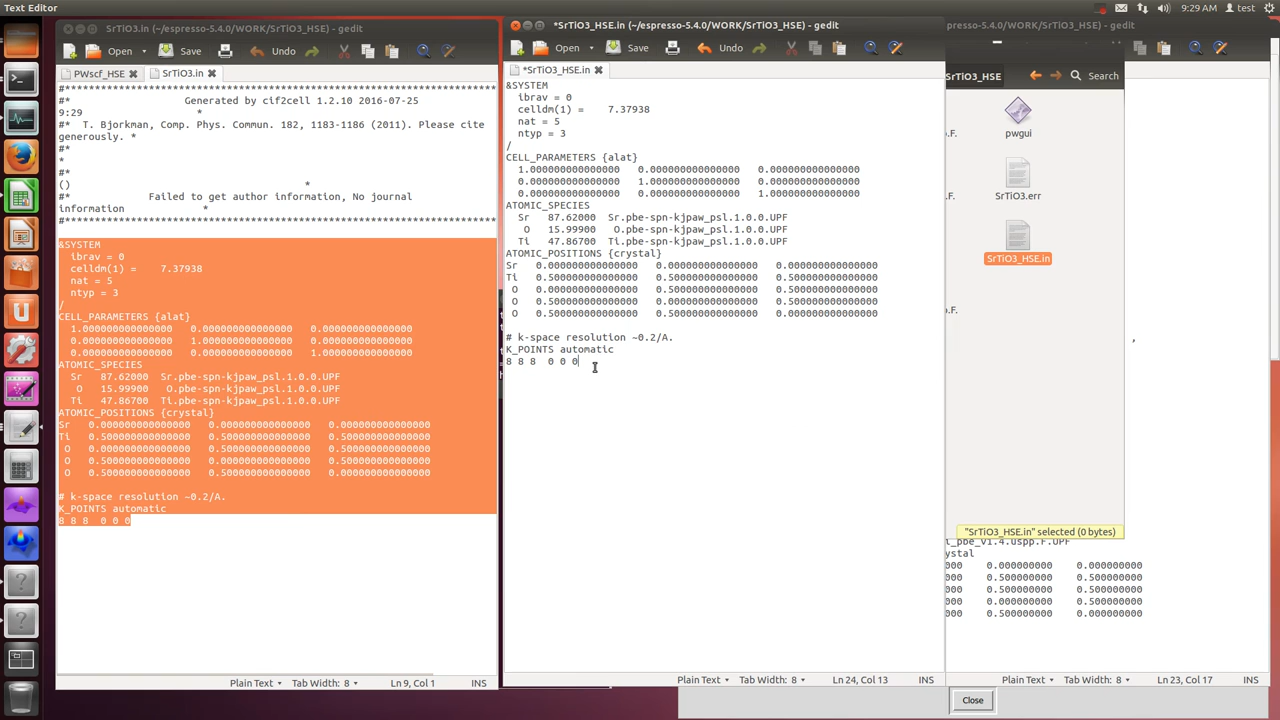 Text Editor
9:29 AM test
SrTiO3.in (~/espresso-5.4.0/WORK/SrTiO3_HSE) - gedit
Open Save Undo
PWscf_HSE SrTiO3.in
#*************************************************************************
#* Generated by cif2cell 1.2.10 2016-07-25
9:29 *
#* T. Bjorkman, Comp. Phys. Commun. 182, 1183-1186 (2011). Please cite
generously. *
#*
*
#*
() *
#* Failed to get author information, No journal
information *
#*************************************************************************
&SYSTEM
ibrav = 0
celldm(1) = 7.37938
nat = 5
ntyp = 3
/
CELL_PARAMETERS {alat}
1.000000000000000 0.000000000000000 0.000000000000000
0.000000000000000 1.000000000000000 0.000000000000000
0.000000000000000 0.000000000000000 1.000000000000000
ATOMIC_SPECIES
Sr 87.62000 Sr.pbe-spn-kjpaw_psl.1.0.0.UPF
O 15.99900 O.pbe-spn-kjpaw_psl.1.0.0.UPF
Ti 47.86700 Ti.pbe-spn-kjpaw_psl.1.0.0.UPF
ATOMIC_POSITIONS {crystal}
Sr 0.000000000000000 0.000000000000000 0.000000000000000
Ti 0.500000000000000 0.500000000000000 0.500000000000000
O 0.000000000000000 0.500000000000000 0.500000000000000
O 0.500000000000000 0.000000000000000 0.500000000000000
O 0.500000000000000 0.500000000000000 0.000000000000000
# k-space resolution ~0.2/A.
K_POINTS automatic
8 8 8 0 0 0
Plain Text Tab Width: 8 Ln 9, Col 1 INS
*SrTiO3_HSE.in (~/espresso-5.4.0/WORK/SrTiO3_HSE) - gedit
Open Save Undo
*SrTiO3_HSE.in
&SYSTEM
ibrav = 0
celldm(1) = 7.37938
nat = 5
ntyp = 3
/
CELL_PARAMETERS {alat}
1.000000000000000 0.000000000000000 0.000000000000000
0.000000000000000 1.000000000000000 0.000000000000000
0.000000000000000 0.000000000000000 1.000000000000000
ATOMIC_SPECIES
Sr 87.62000 Sr.pbe-spn-kjpaw_psl.1.0.0.UPF
O 15.99900 O.pbe-spn-kjpaw_psl.1.0.0.UPF
Ti 47.86700 Ti.pbe-spn-kjpaw_psl.1.0.0.UPF
ATOMIC_POSITIONS {crystal}
Sr 0.000000000000000 0.000000000000000 0.000000000000000
Ti 0.500000000000000 0.500000000000000 0.500000000000000
O 0.000000000000000 0.500000000000000 0.500000000000000
O 0.500000000000000 0.000000000000000 0.500000000000000
O 0.500000000000000 0.500000000000000 0.000000000000000
# k-space resolution ~0.2/A.
K_POINTS automatic
8 8 8 0 0 0
Plain Text Tab Width: 8 Ln 24, Col 13 INS
espresso-5.4.0/WORK/SrTiO3_HSE) - gedit
SrTiO3_HSE Search
.F. pwgui
.F. SrTiO3.err
SrTiO3_HSE.in
.F.
,
"SrTiO3_HSE.in" selected (0 bytes)
l_pbe_v1.4.uspp.F.UPF
ystal
000 0.000000000 0.000000000
000 0.500000000 0.500000000
000 0.500000000 0.500000000
000 0.000000000 0.500000000
000 0.500000000 0.000000000
Plain Text Tab Width: 8 Ln 23, Col 17 INS
Close